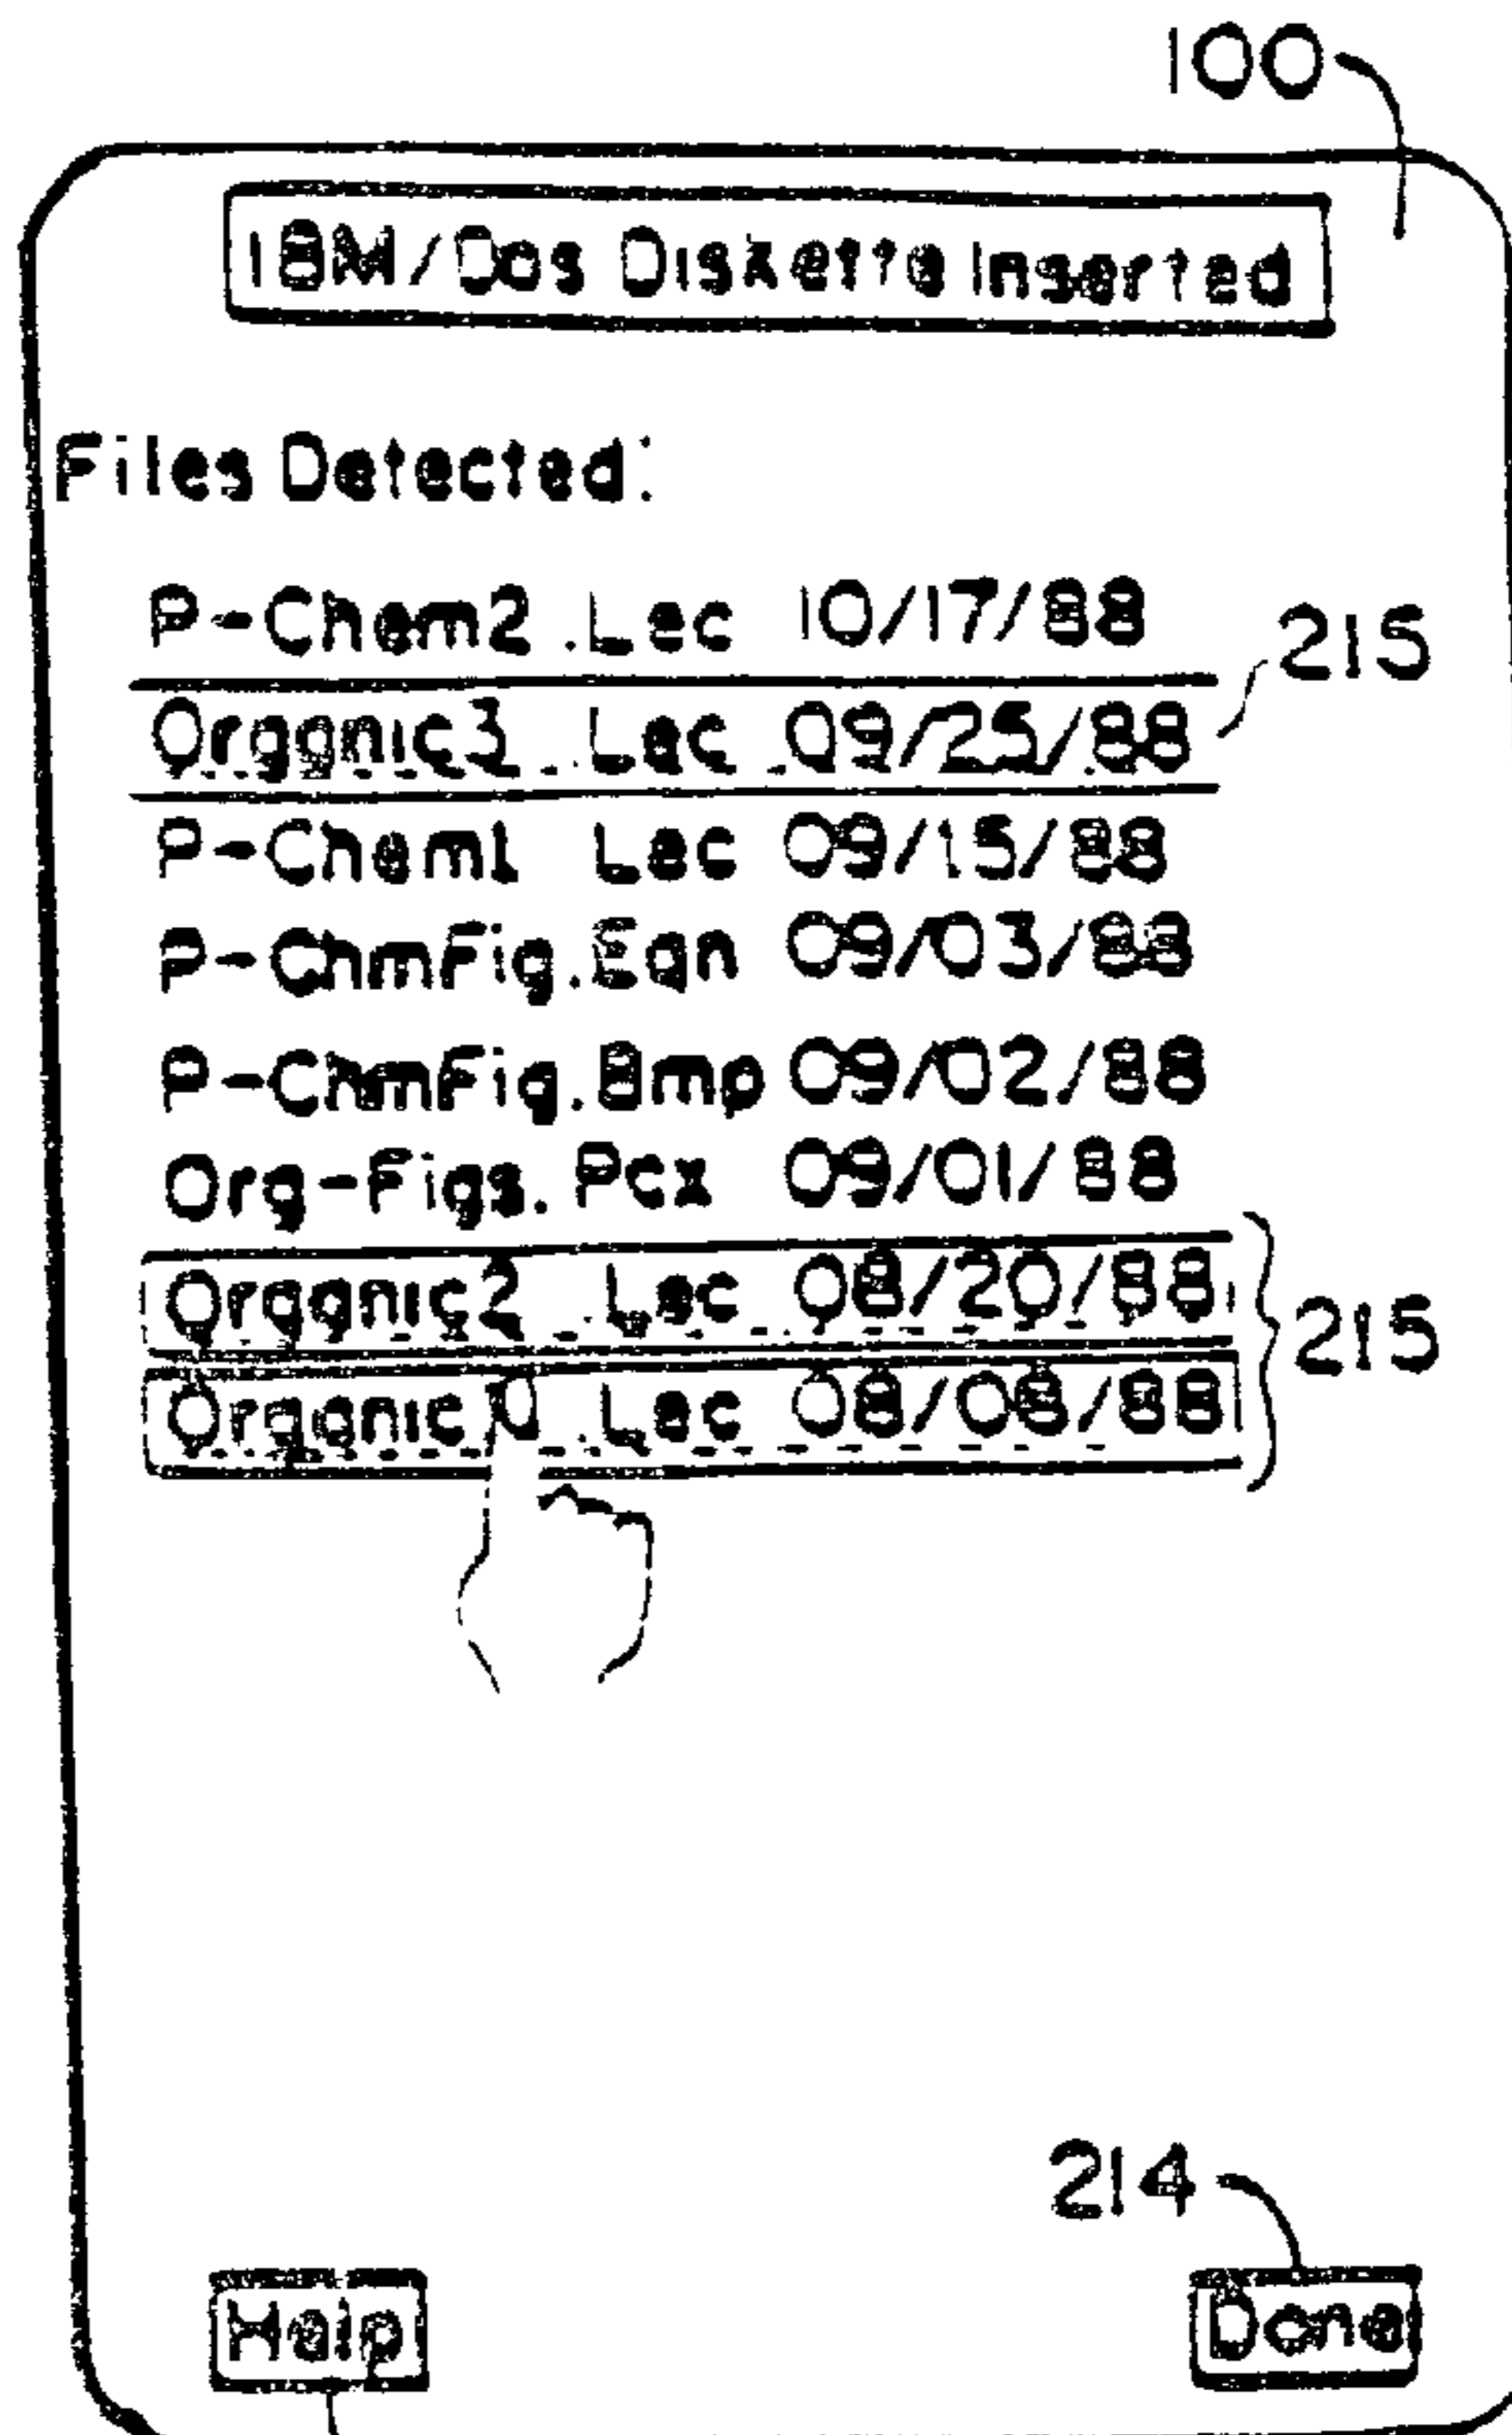 100
IBM/Dos Diskette Inserted
Files Detected:
P-Chem2 .Lec 10/17/88
215
Organic3 .Lec 09/25/88
P-Chem1 Lec 09/15/88
P-ChmFig.Eqn 09/03/88
P-ChmFig.Bmp 09/02/88
Org-Figs.Pcx 09/01/88
Organic2 .Lec 08/20/88
215
.Lec 08/08/88
214
Help
Done